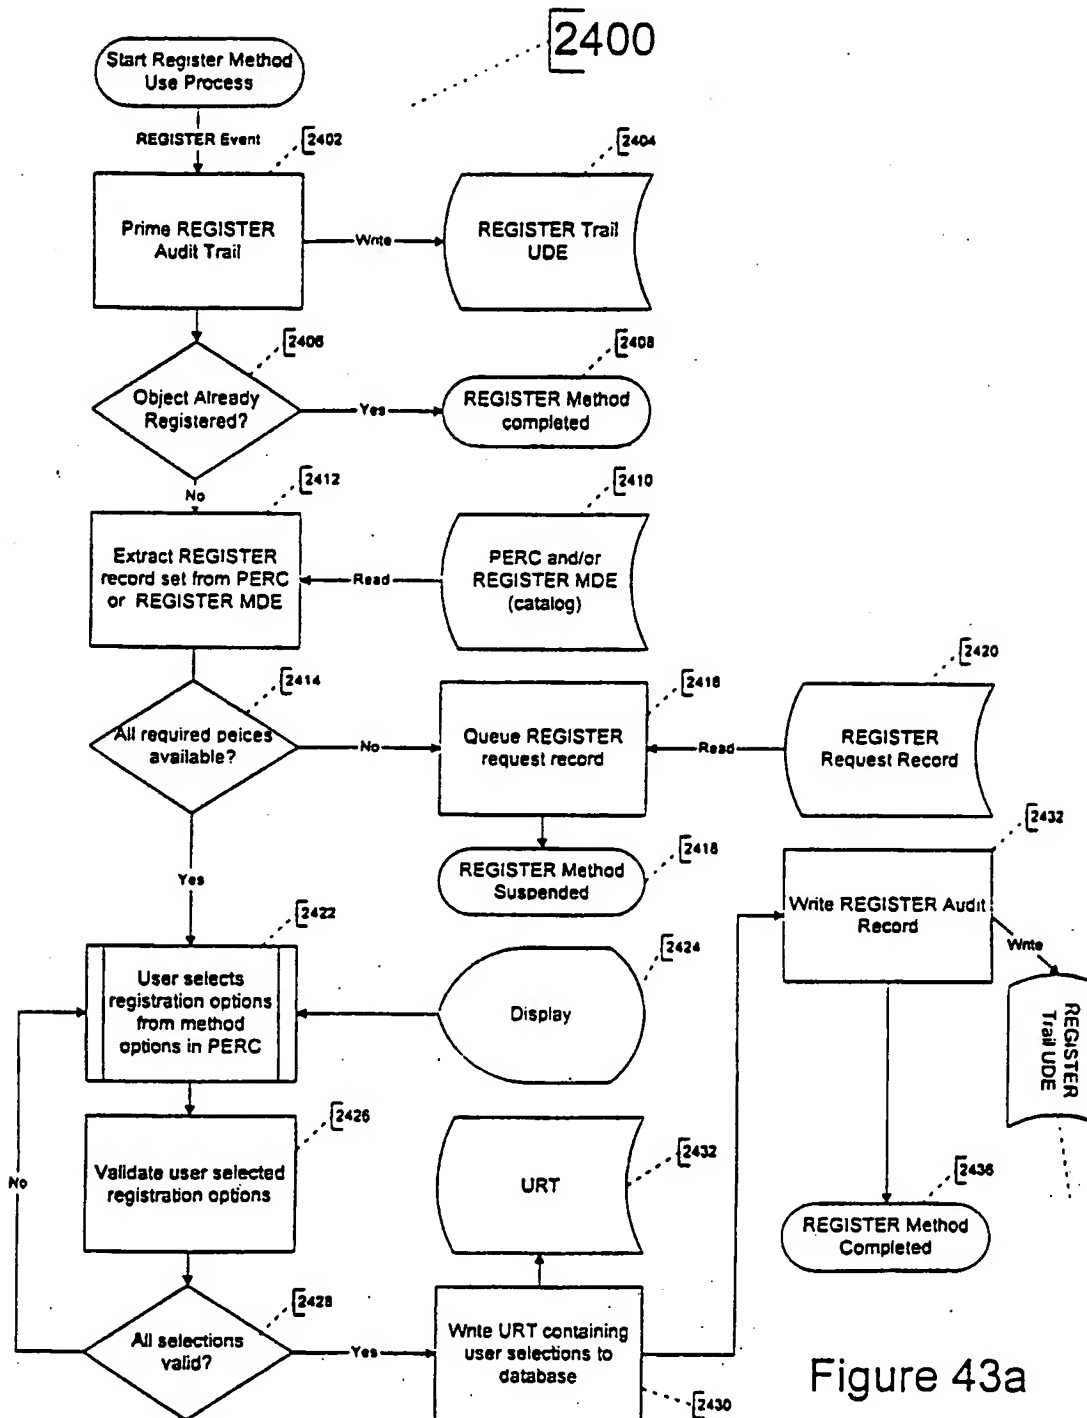 2400
Start Register Method
Use Process
REGISTER Event
2402
Prime REGISTER
Audit Trail
Write
2404
REGISTER Trail
UDE
2406
Object Already
Registered?
Yes
2408
REGISTER Method
completed
No
2412
Extract REGISTER
record set from PERC
or REGISTER MDE
Read
2410
PERC and/or
REGISTER MDE
(catalog)
2414
All required peices
available?
No
2416
Queue REGISTER
request record
Read
2420
REGISTER
Request Record
2418
REGISTER Method
Suspended
Yes
2422
User selects
registration options
from method
options in PERC
2424
Display
2432
Write REGISTER Audit
Record
Write
REGISTER
Trail UDE
2426
Validate user selected
registration options
No
2432
URT
2436
REGISTER Method
Completed
2428
All selections
valid?
Yes
Write URT containing
user selections to
database
2430
Figure 43a